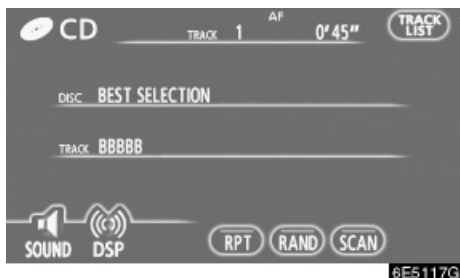 CD TRACK 1 AF 0'45" TRACK LIST
DISC BEST SELECTION
TRACK BBBBB
SOUND DSP RPT RAND SCAN
6E5117G